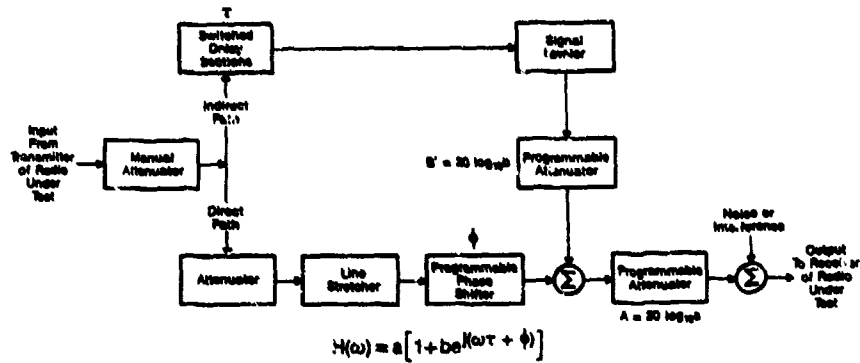 τ
Switched
Delay
Sections
Signal
Indirect
Path
Input
From
Transmitter
of Radio
Under
Test
Manual
Attenuator
B' = 20 log₁₀b
Programmable
Attenuator
Direct
Path
Noise or
Interference
ϕ
Attenuator
Line
Stretcher
Programmable
Phase
Shifter
Σ
Programmable
Attenuator
Σ
Output
To Receiver
of Radio
Under
Test
A = 20 log₁₀a
H(ω) = a[1+be^j(ωτ + ϕ)]